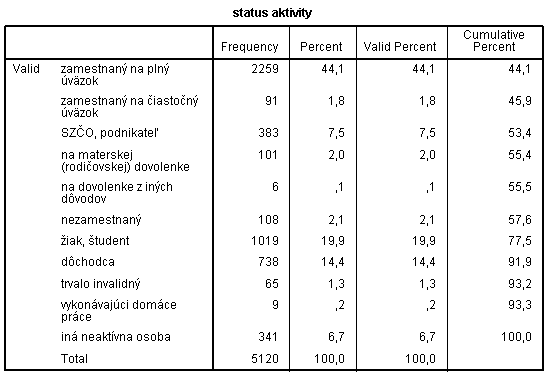 status aktivity
Frequency Percent Valid Percent Cumulative Percent
Valid zamestnaný na plný úväzok 2259 44,1 44,1 44,1
zamestnaný na čiastočný úväzok 91 1,8 1,8 45,9
SZČO, podnikateľ 383 7,5 7,5 53,4
na materskej (rodičovskej) dovolenke 101 2,0 2,0 55,4
na dovolenke z iných dôvodov 6 ,1 ,1 55,5
nezamestnaný 108 2,1 2,1 57,6
žiak, študent 1019 19,9 19,9 77,5
dôchodca 738 14,4 14,4 91,9
trvalo invalidný 65 1,3 1,3 93,2
vykonávajúci domáce práce 9 ,2 ,2 93,3
iná neaktívna osoba 341 6,7 6,7 100,0
Total 5120 100,0 100,0